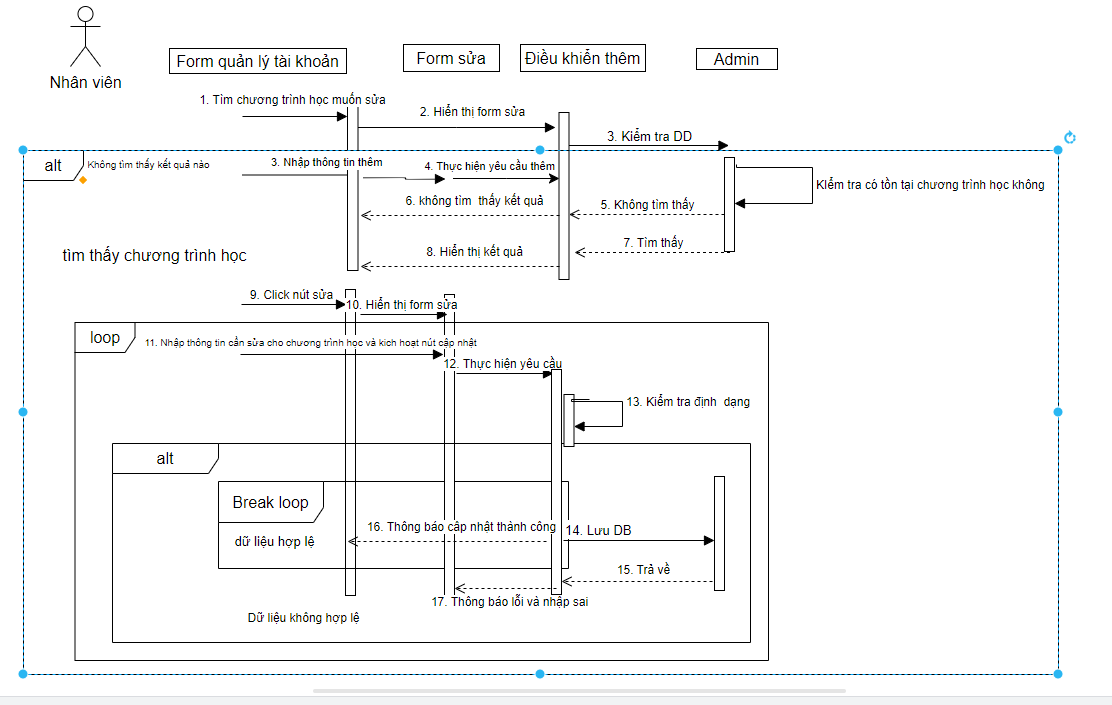 Nhân viên
Form quản lý tài khoản
Form sửa
Điều khiển thêm
Admin
1. Tìm chương trình học muốn sửa
2. Hiển thị form sửa
3. Kiểm tra DD
alt
Không tìm thấy kết quả nào
3. Nhập thông tin thêm
4. Thực hiện yêu cầu thêm
KIểm tra có tồn tại chương trình học không
6. không tìm thấy kết quả
5. Không tìm thấy
7. Tìm thấy
8. Hiển thị kết quả
tìm thấy chương trình học
9. Click nút sửa
10. Hiển thị form sửa
loop
11. Nhập thông tin cần sửa cho chương trình học và kich hoạt nút cập nhật
12. Thực hiện yêu cầu
13. Kiểm tra định dạng
alt
Break loop
dữ liệu hợp lệ
16. Thông báo cập nhật thành công
14. Lưu DB
15. Trả về
17. Thông báo lỗi và nhập sai
Dữ liệu không hợp lệ